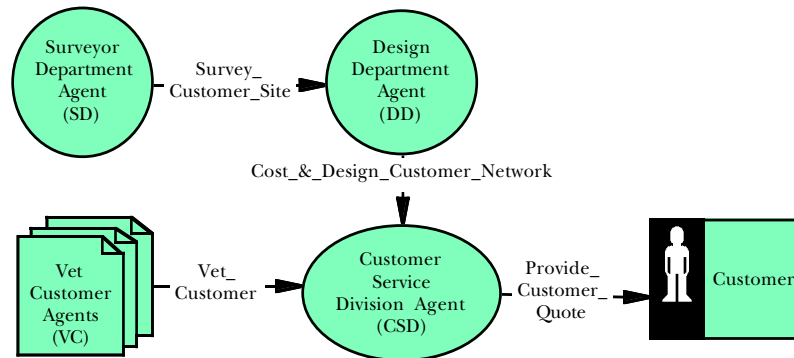 Surveyor
Department
Agent
(SD)
Survey_
Customer_Site
Design
Department
Agent
(DD)
Cost_&_Design_Customer_Network
Vet
Customer
Agents
(VC)
Vet_
Customer
Customer
Service
Division Agent
(CSD)
Provide_
Customer_
Quote
Customer